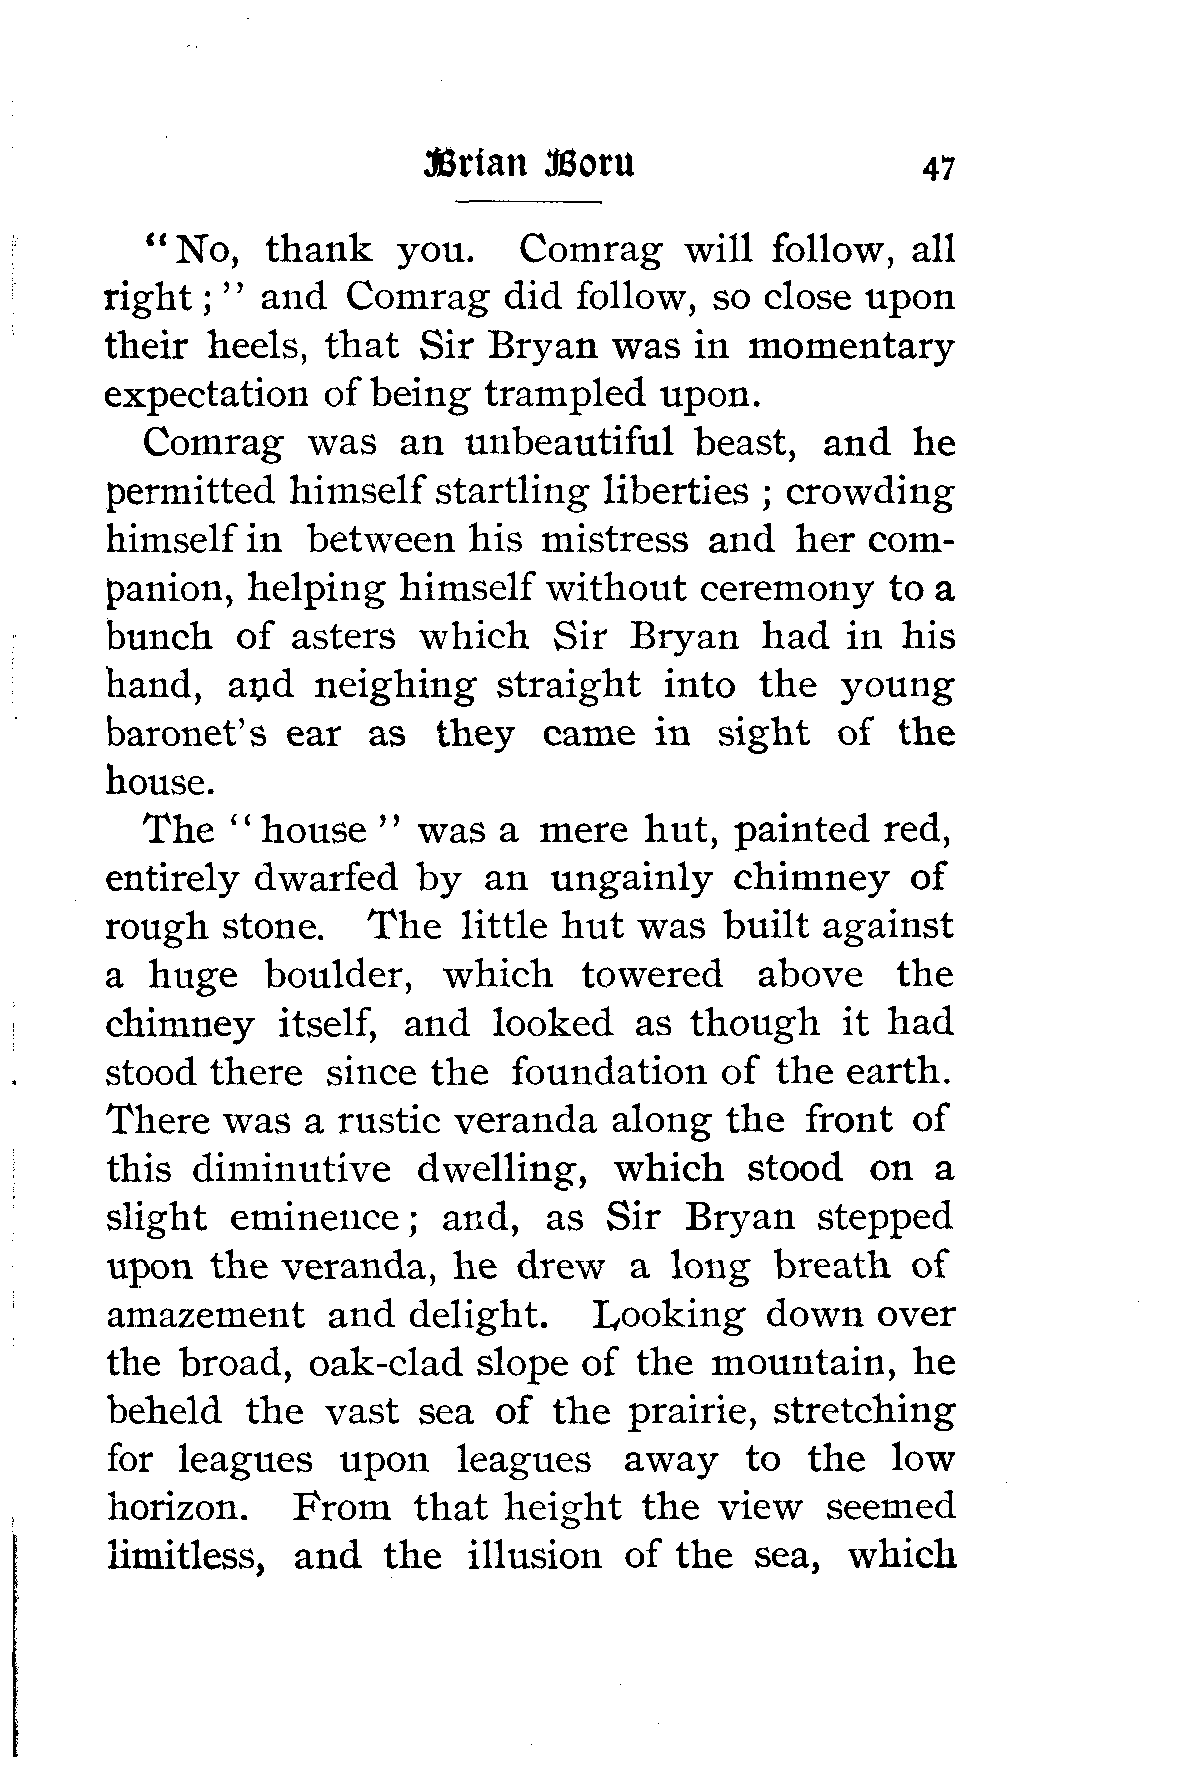 Brian Boru 47
“No, thank you. Comrag will follow, all
right ;” and Comrag did follow, so close upon
their heels, that Sir Bryan was in momentary
expectation of being trampled upon.
Comrag was an unbeautiful beast, and he
permitted himself startling liberties ; crowding
himself in between his mistress and her com-
panion, helping himself without ceremony to a
bunch of asters which Sir Bryan had in his
hand, and neighing straight into the young
baronet’s ear as they came in sight of the
house.
The “house” was a mere hut, painted red,
entirely dwarfed by an ungainly chimney of
rough stone. The little hut was built against
a huge boulder, which towered above the
chimney itself, and looked as though it had
stood there since the foundation of the earth.
There was a rustic veranda along the front of
this diminutive dwelling, which stood on a
slight eminence; and, as Sir Bryan stepped
upon the veranda, he drew a long breath of
amazement and delight. Looking down over
the broad, oak-clad slope of the mountain, he
beheld the vast sea of the prairie, stretching
for leagues upon leagues away to the low
horizon. From that height the view seemed
limitless, and the illusion of the sea, which